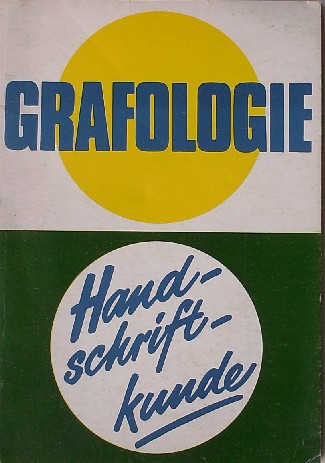 GRAFOLOGIE
Hand-
schrift-
kunde